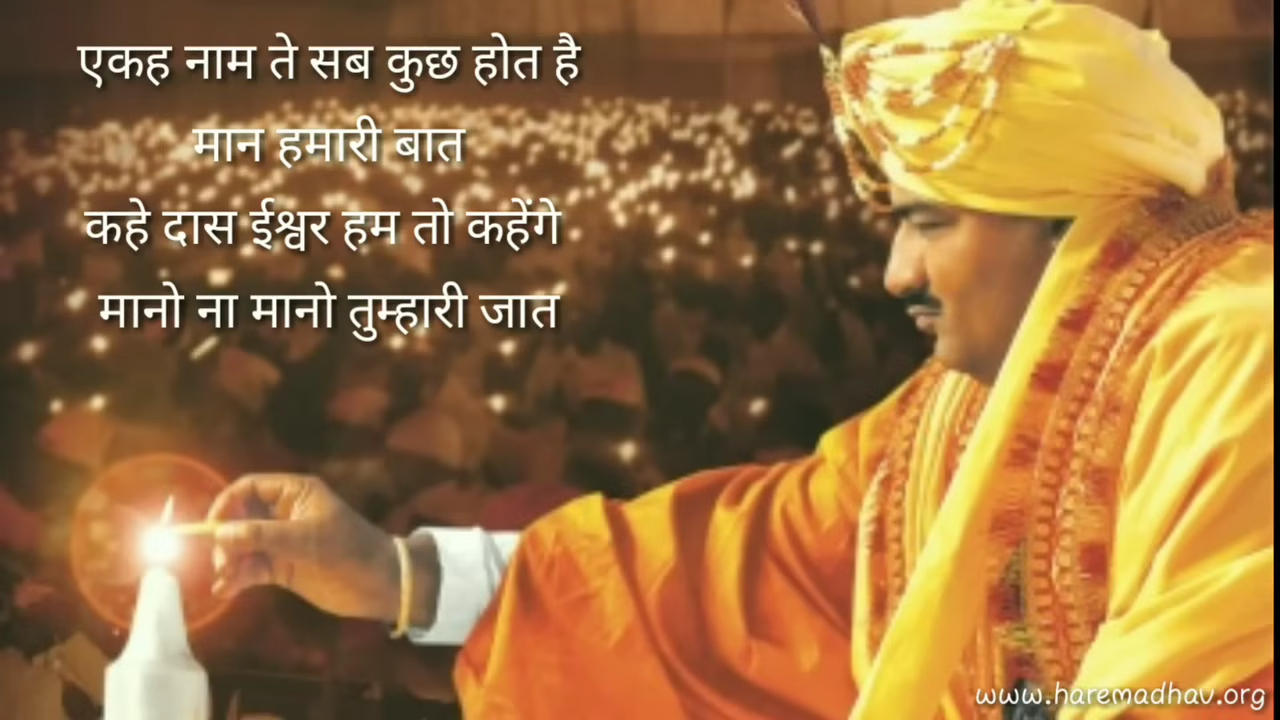 एकह नाम ते सब कुछ होत है
मान हमारी बात
कहे दास ईश्वर हम तो कहेंगे
मानो ना मानो तुम्हारी जात
www.haremadhav.org